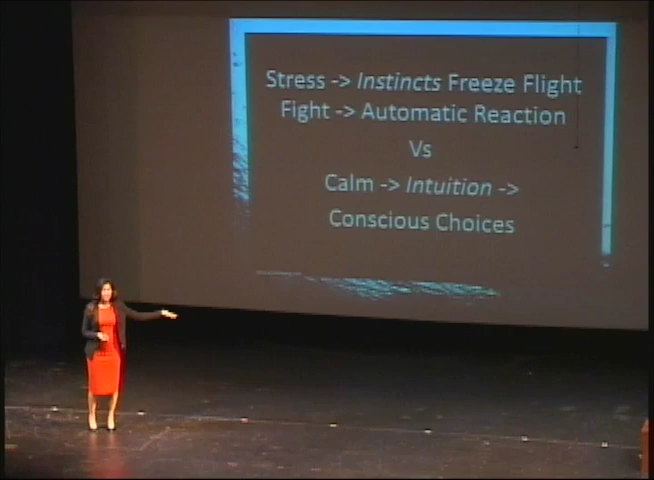 Stress -> Instincts Freeze Flight
Fight -> Automatic Reaction
Vs
Calm -> Intuition ->
Conscious Choices